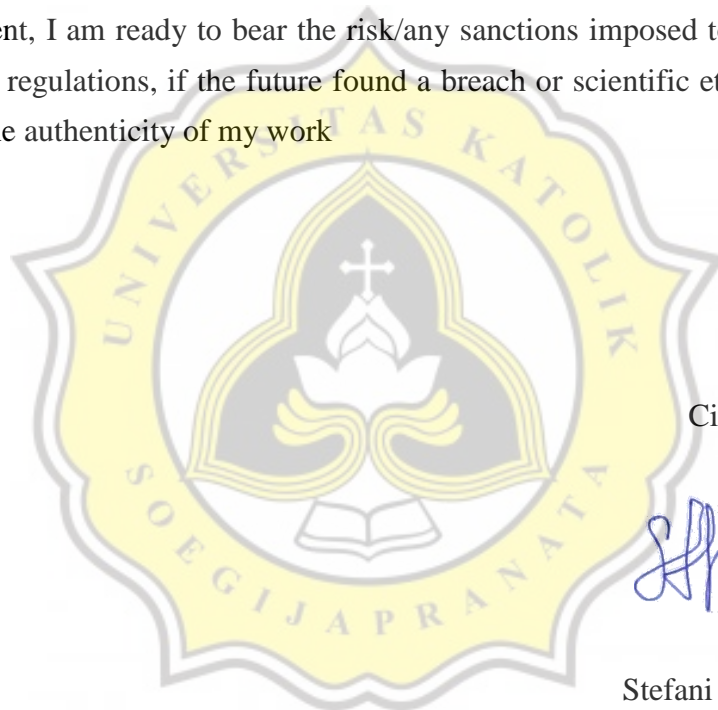 ent, I am ready to bear the risk/any sanctions imposed to
regulations, if the future found a breach or scientific et
e authenticity of my work
UNIVERSITAS KATOLIK
SOEGIJAPRANATA
Ci
Stefani